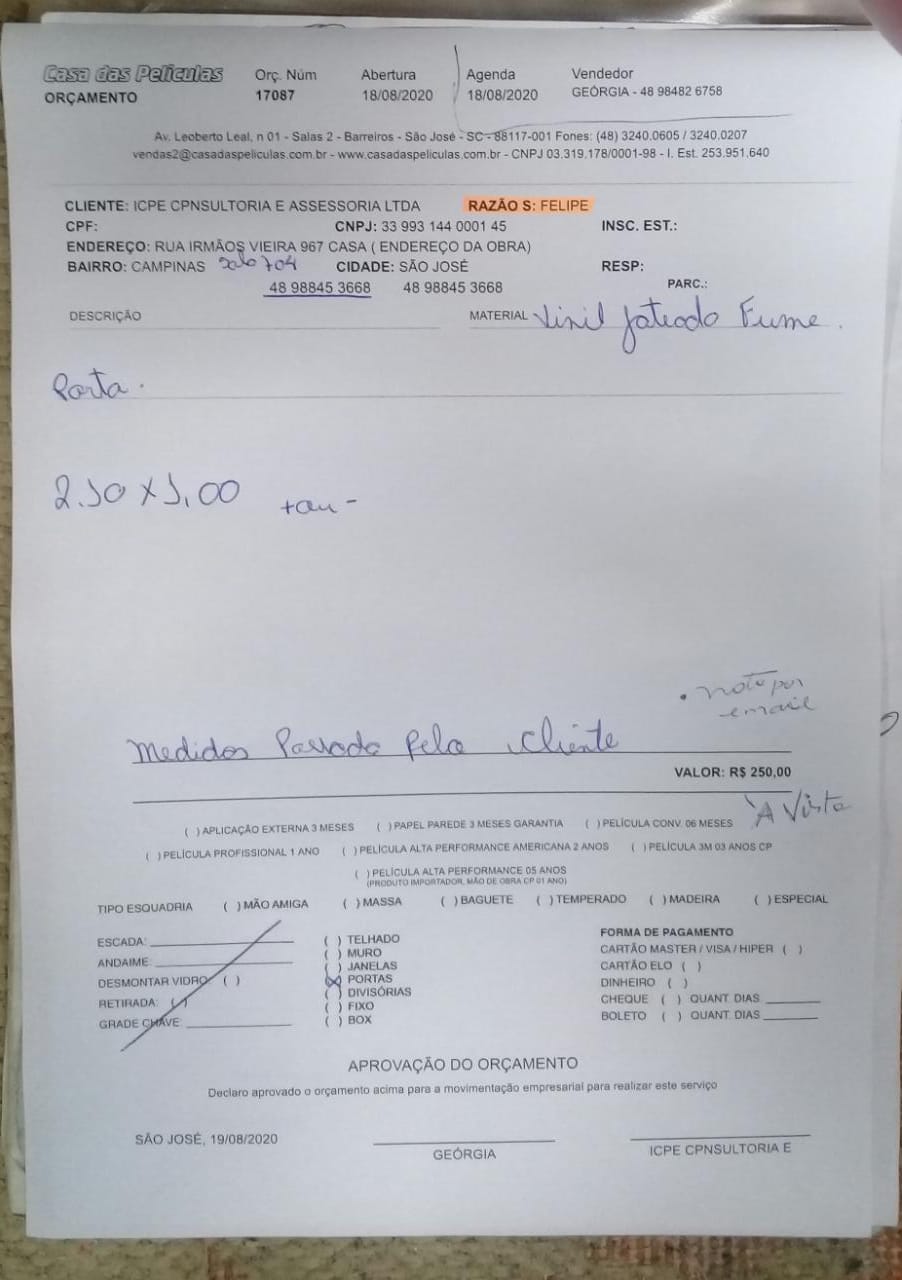 Casa das Películas Orç. Núm Abertura Agenda Vendedor
ORÇAMENTO 17087 18/08/2020 18/08/2020 GEÓRGIA - 48 98482 6758
Av. Leoberto Leal, n 01 - Salas 2 - Barreiros - São José - SC - 88117-001 Fones: (48) 3240.0605 / 3240.0207
vendas2@casadaspeliculas.com.br - www.casadaspeliculas.com.br - CNPJ 03.319.178/0001-98 - I. Est. 253.951.640
CLIENTE: ICPE CPNSULTORIA E ASSESSORIA LTDA RAZÃO S: FELIPE
CPF: CNPJ: 33 993 144 0001 45 INSC. EST.:
ENDEREÇO: RUA IRMÃOS VIEIRA 967 CASA ( ENDEREÇO DA OBRA)
BAIRRO: CAMPINAS sala 704 CIDADE: SÃO JOSÉ RESP:
48 98845 3668 48 98845 3668 PARC.:
DESCRIÇÃO MATERIAL Vinil Jateado Fume.
Porta.
2.10 X 1,00
• nota por
email
Medidas Passada Pelo Cliente
VALOR: R$ 250,00
À Vista
( ) APLICAÇÃO EXTERNA 3 MESES ( ) PAPEL PAREDE 3 MESES GARANTIA ( ) PELÍCULA CONV. 06 MESES
( ) PELÍCULA PROFISSIONAL 1 ANO ( ) PELÍCULA ALTA PERFORMANCE AMERICANA 2 ANOS ( ) PELÍCULA 3M 03 ANOS CP
( ) PELÍCULA ALTA PERFORMANCE 05 ANOS
(PRODUTO IMPORTADOR, MÃO DE OBRA CP 01 ANO)
TIPO ESQUADRIA ( ) MÃO AMIGA ( ) MASSA ( ) BAGUETE ( ) TEMPERADO ( ) MADEIRA ( ) ESPECIAL
ESCADA: ( ) TELHADO FORMA DE PAGAMENTO
ANDAIME: ( ) MURO CARTÃO MASTER / VISA / HIPER ( )
DESMONTAR VIDRO ( ) ( ) JANELAS CARTÃO ELO ( )
RETIRADA: ( ) (X) PORTAS DINHEIRO ( )
GRADE CHAVE: ( ) DIVISÓRIAS CHEQUE ( ) QUANT. DIAS
( ) FIXO BOLETO ( ) QUANT. DIAS
( ) BOX
APROVAÇÃO DO ORÇAMENTO
Declaro aprovado o orçamento acima para a movimentação empresarial para realizar este serviço
SÃO JOSÉ, 19/08/2020
GEÓRGIA ICPE CPNSULTORIA E